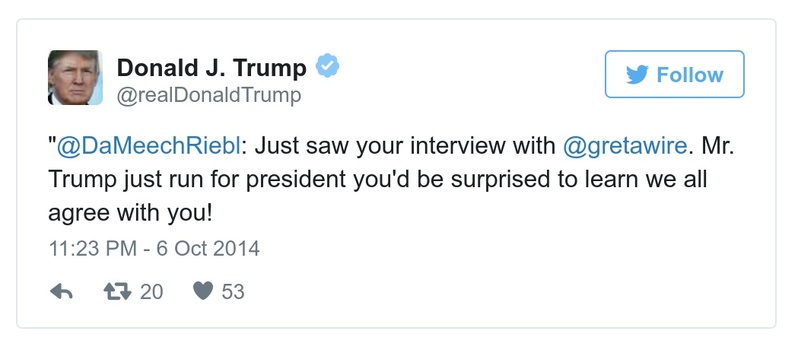 Donald J. Trump
Follow
@realDonaldTrump
"@DaMeechRiebl: Just saw your interview with @gretawire. Mr.
Trump just run for president you'd be surprised to learn we all
agree with you!
11:23 PM - 6 Oct 2014
20 53